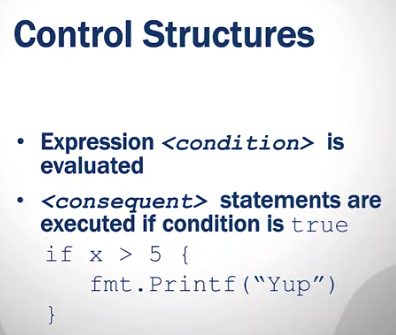 Control Structures
• Expression <condition> is
evaluated
• <consequent> statements are
executed if condition is true
if x > 5 {
fmt.Printf(“Yup”)
}